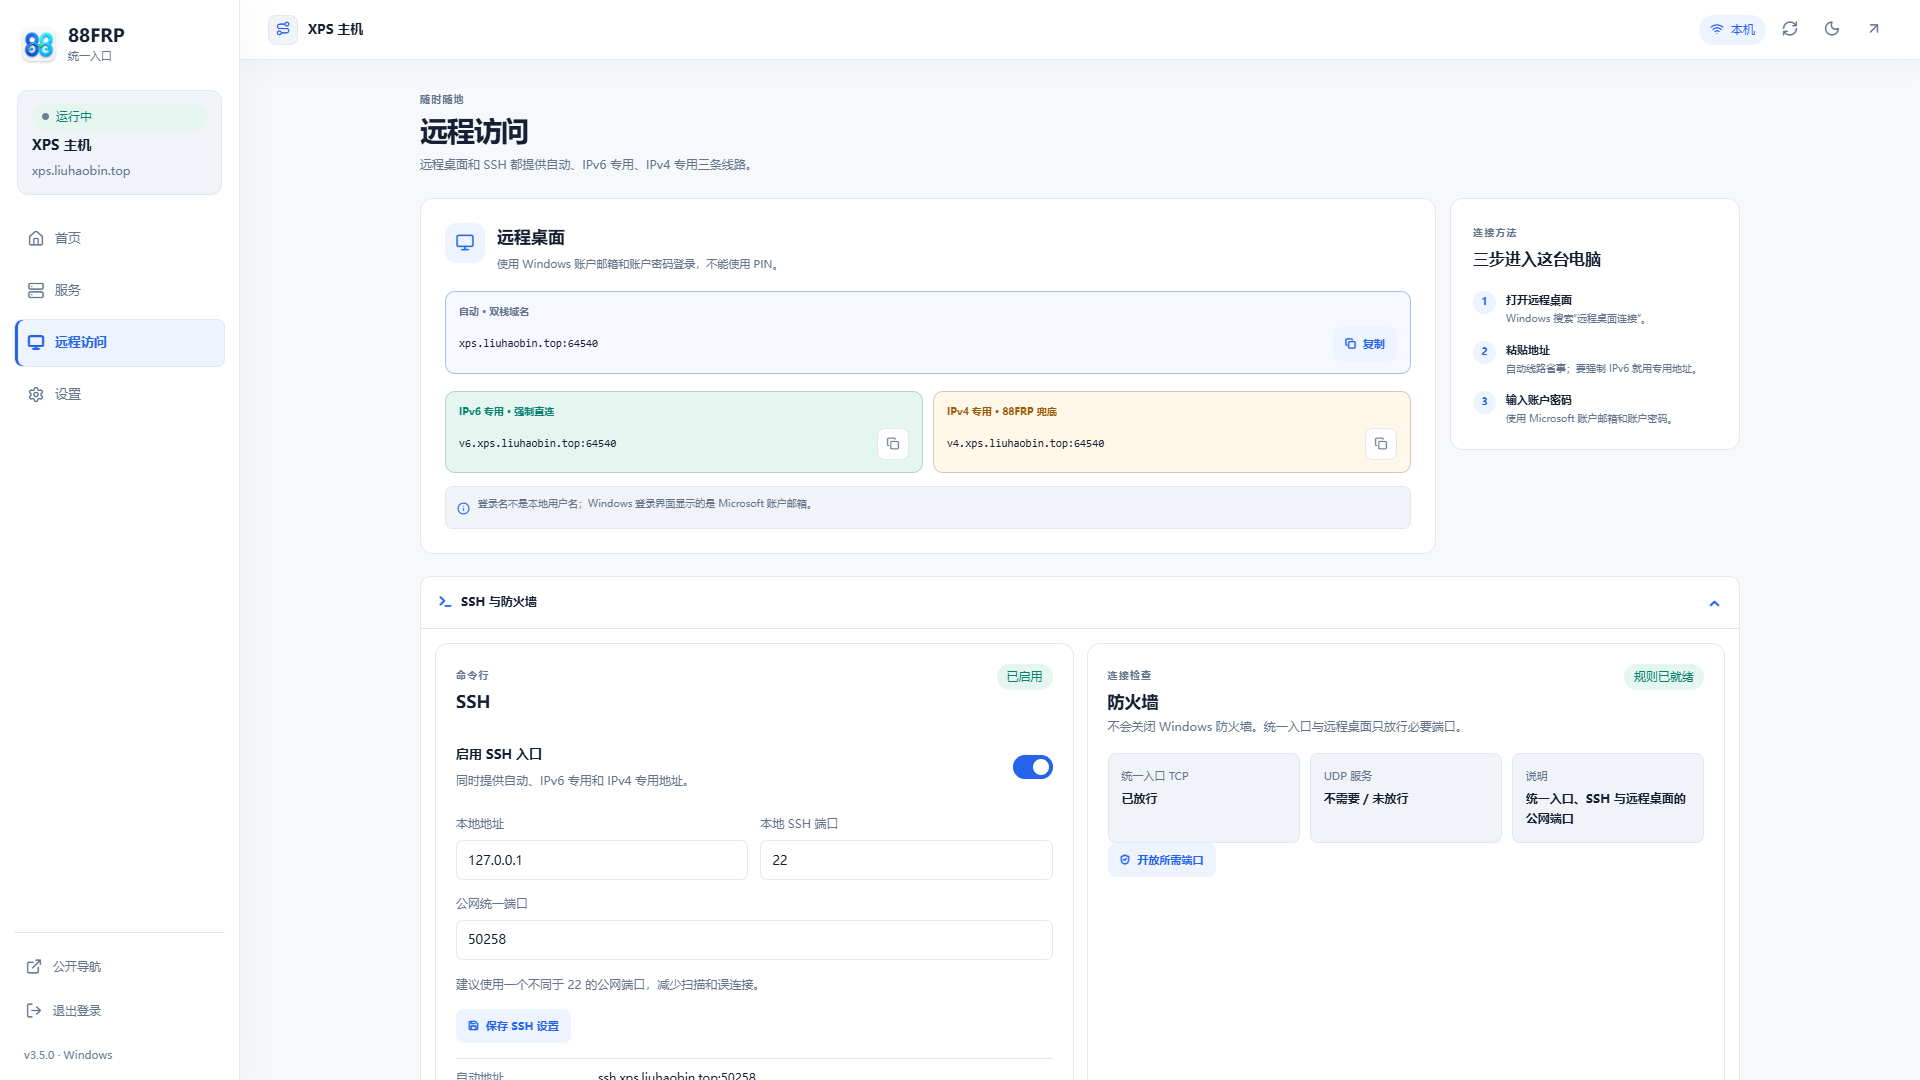 88FRP
统一入口
运行中
XPS 主机
xps.liuhaobin.top
首页
服务
远程访问
设置
公开导航
退出登录
v3.5.0 · Windows
XPS 主机
本机
随时随地
远程访问
远程桌面和 SSH 都提供自动、IPv6 专用、IPv4 专用三条线路。
远程桌面
使用 Windows 账户邮箱和账户密码登录，不能使用 PIN。
自动 • 双栈域名
xps.liuhaobin.top:64540
复制
IPv6 专用 • 强制直连
v6.xps.liuhaobin.top:64540
IPv4 专用 • 88FRP 兜底
v4.xps.liuhaobin.top:64540
登录名不是本地用户名；Windows 登录界面显示的是 Microsoft 账户邮箱。
连接方法
三步进入这台电脑
1 打开远程桌面
Windows 搜索“远程桌面连接”。
2 粘贴地址
自动线路省事；要强制 IPv6 就用专用地址。
3 输入账户密码
使用 Microsoft 账户邮箱和账户密码。
SSH 与防火墙
命令行
已启用
SSH
启用 SSH 入口
同时提供自动、IPv6 专用和 IPv4 专用地址。
本地地址
本地 SSH 端口
127.0.0.1
22
公网统一端口
50258
建议使用一个不同于 22 的公网端口，减少扫描和误连接。
保存 SSH 设置
自动地址
ssh.xps.liuhaobin.top:50258
连接检查
规则已就绪
防火墙
不会关闭 Windows 防火墙。统一入口与远程桌面只放行必要端口。
统一入口 TCP
已放行
UDP 服务
不需要 / 未放行
说明
统一入口、SSH 与远程桌面的
公网端口
开放所需端口